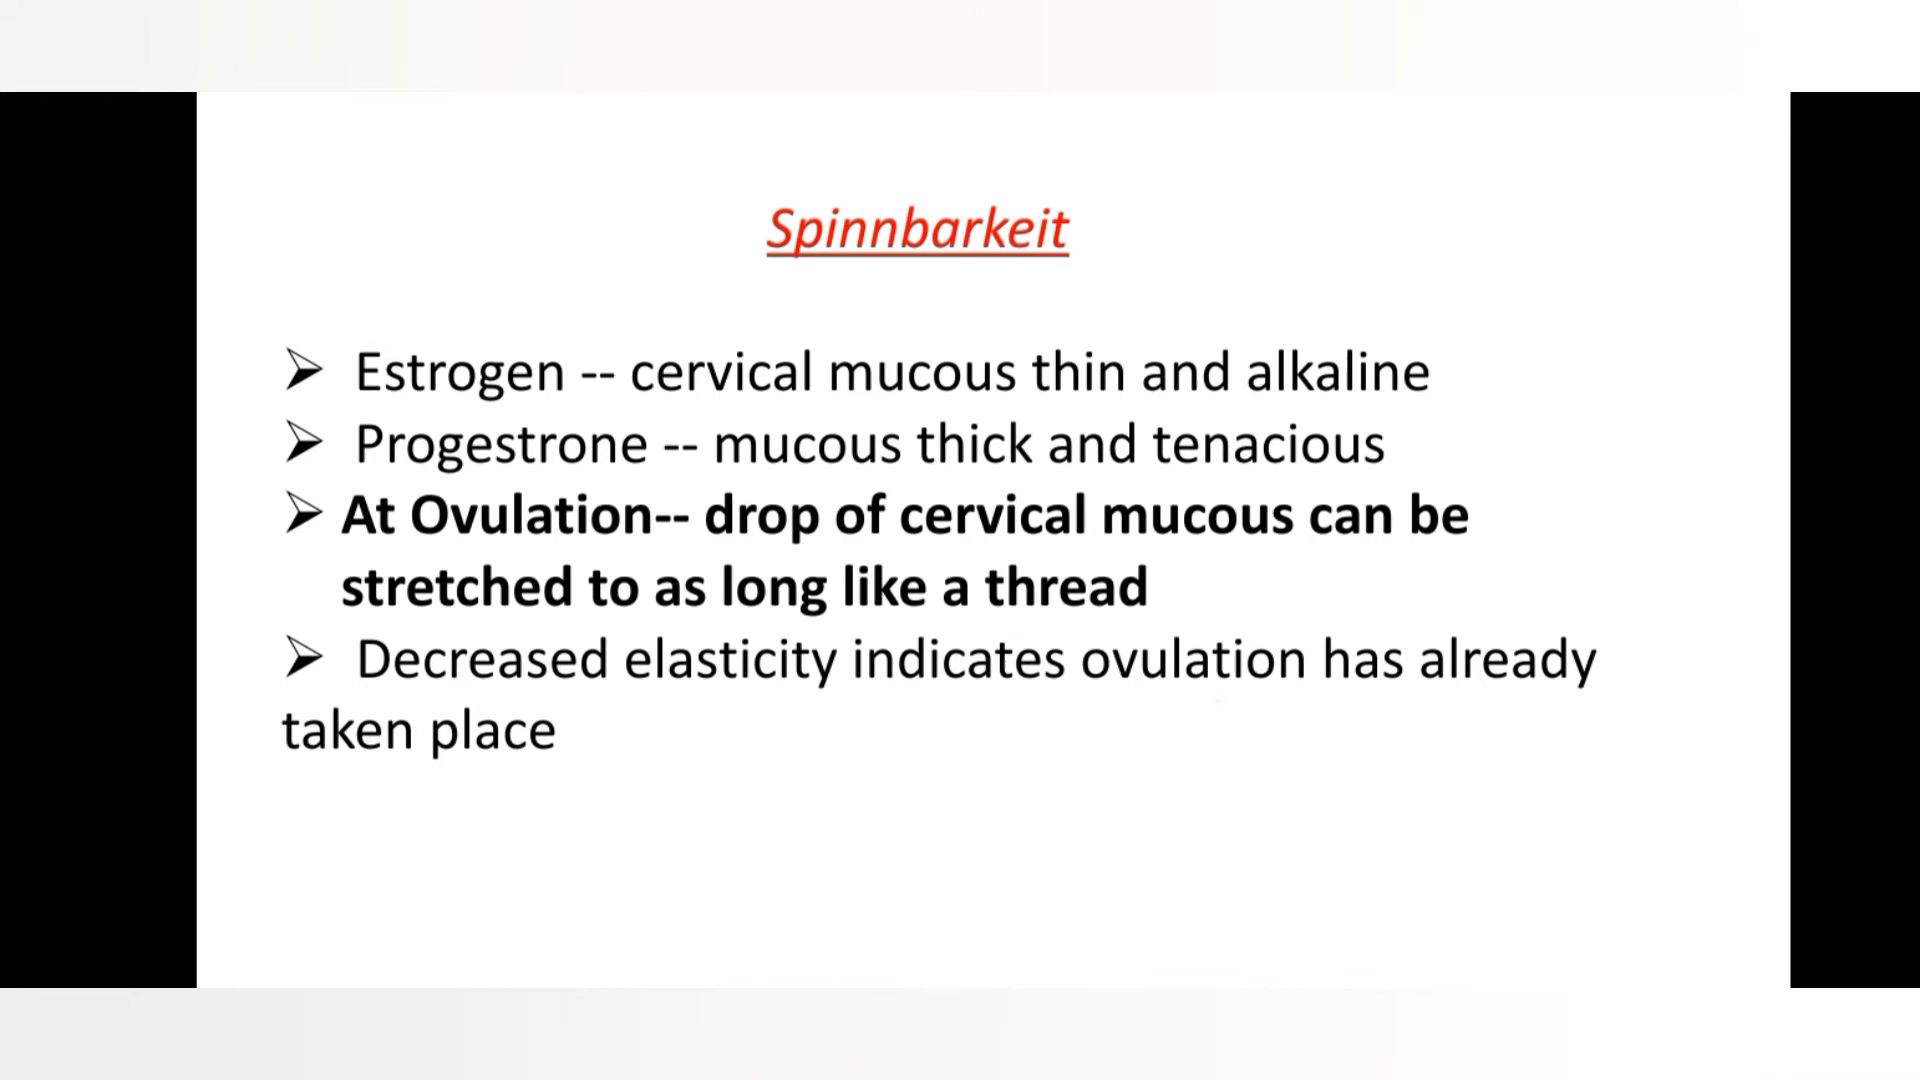 Spinnbarkeit
➢ Estrogen -- cervical mucous thin and alkaline
➢ Progestrone -- mucous thick and tenacious
➢ At Ovulation-- drop of cervical mucous can be
stretched to as long like a thread
➢ Decreased elasticity indicates ovulation has already
taken place